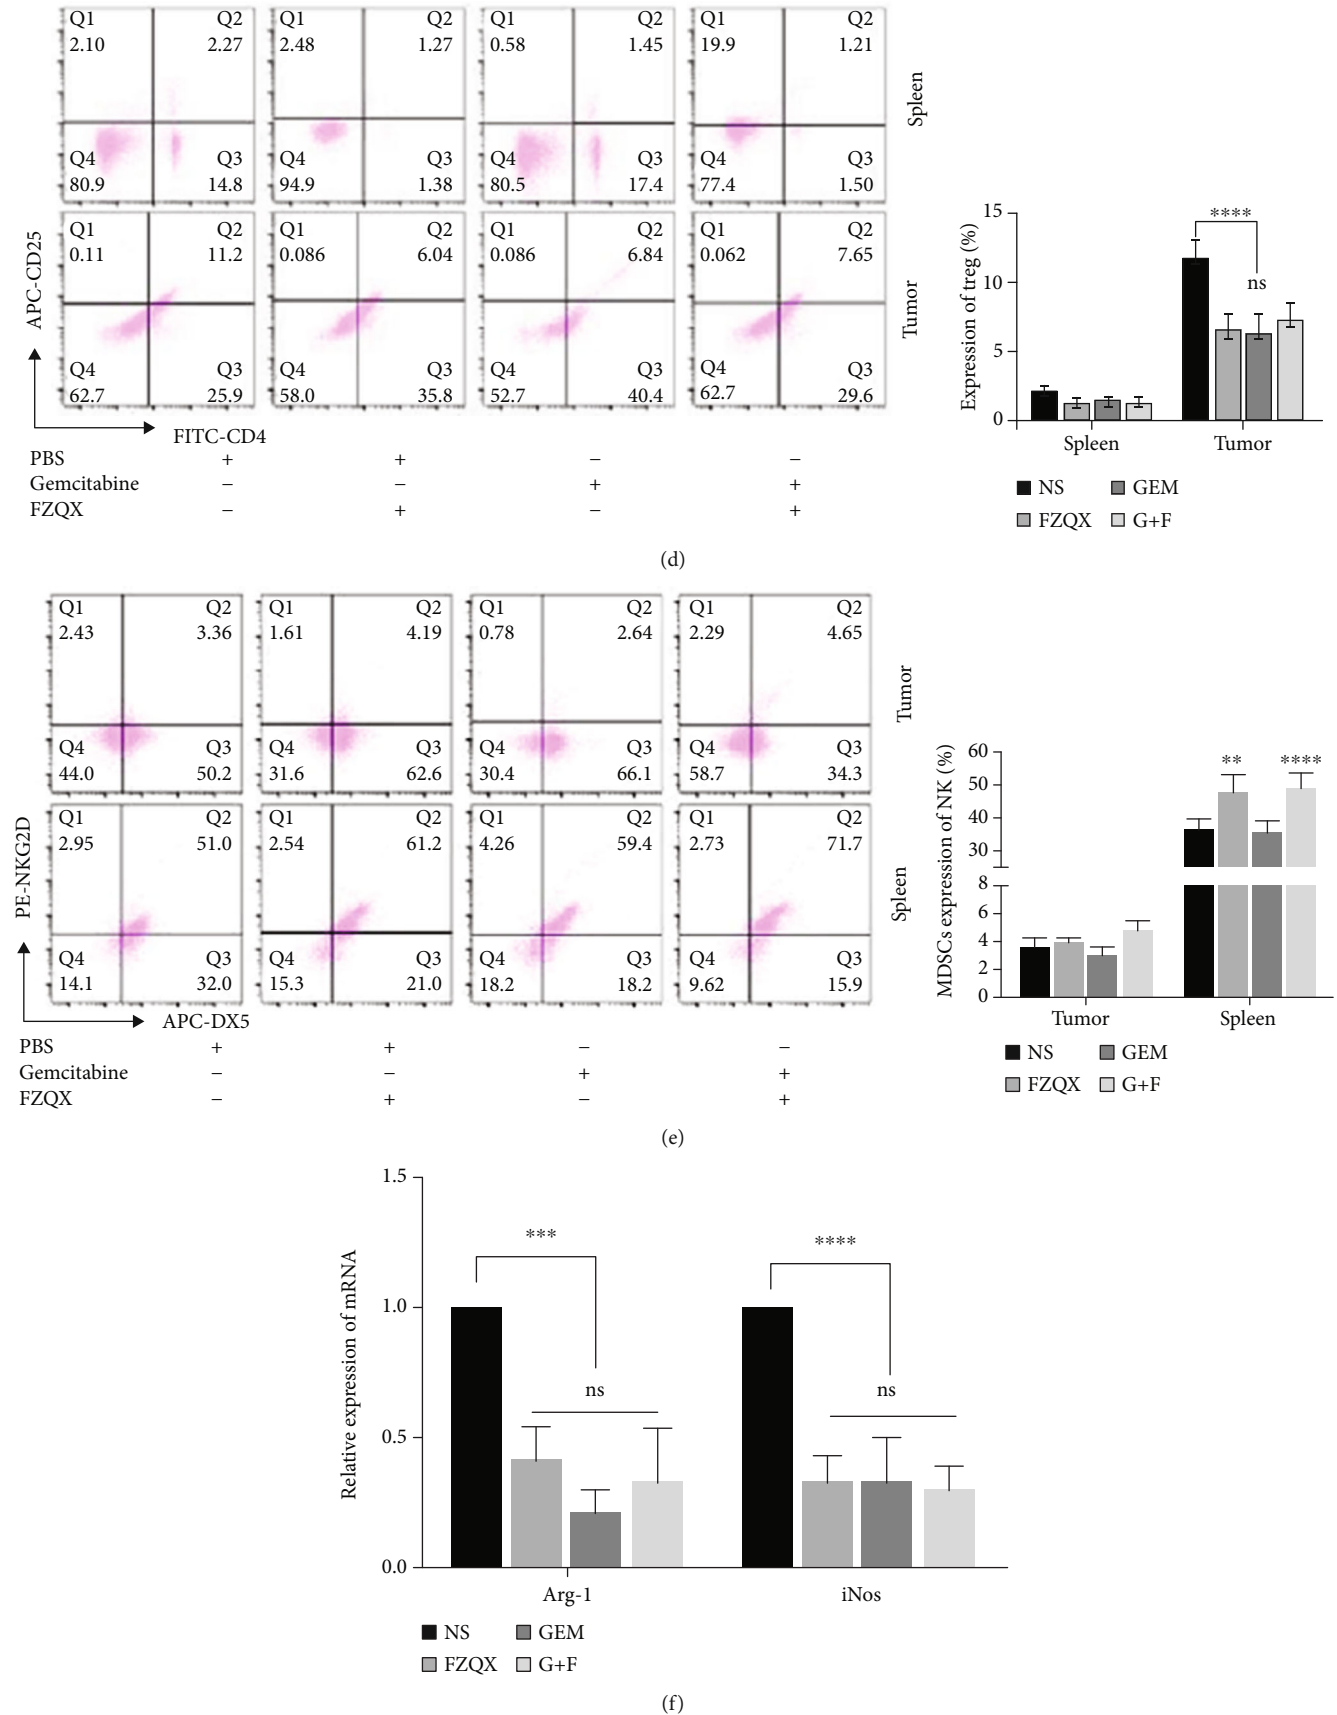 Q1 Q2 Q1 Q2 Q1 Q2 Q1 Q2
2.10 2.27 2.48 1.27 0.58 1.45 19.9 1.21
Spleen
Q4 Q3 Q4 Q3 Q4 Q3 Q4 Q3
80.9 14.8 94.9 1.38 80.5 17.4 77.4 1.50
Q1 Q2 Q1 Q2 Q1 Q2 Q1 Q2
0.11 11.2 0.086 6.04 0.086 6.84 0.062 7.65
Tumor
Q4 Q3 Q4 Q3 Q4 Q3 Q4 Q3
62.7 25.9 58.0 35.8 52.7 40.4 62.7 29.6
APC-CD25
FITC-CD4
PBS + + – –
Gemcitabine – – + +
FZQX – + – +
Expression of treg (%)
15
10
5
0
****
ns
Spleen Tumor
NS GEM
FZQX G+F
(d)
Q1 Q2 Q1 Q2 Q1 Q2 Q1 Q2
2.43 3.36 1.61 4.19 0.78 2.64 2.29 4.65
Tumor
Q4 Q3 Q4 Q3 Q4 Q3 Q4 Q3
44.0 50.2 31.6 62.6 30.4 66.1 58.7 34.3
Q1 Q2 Q1 Q2 Q1 Q2 Q1 Q2
2.95 51.0 2.54 61.2 4.26 59.4 2.73 71.7
Spleen
Q4 Q3 Q4 Q3 Q4 Q3 Q4 Q3
14.1 32.0 15.3 21.0 18.2 18.2 9.62 15.9
PE-NKG2D
APC-DX5
PBS + + – –
Gemcitabine – – + +
FZQX – + – +
MDSCs expression of NK (%)
60
50
40
30
8
6
4
2
0
** ****
Tumor Spleen
NS GEM
FZQX G+F
(e)
Relative expression of mRNA
1.5
1.0
0.5
0.0
*** ****
ns ns
Arg-1 iNos
NS GEM
FZQX G+F
(f)